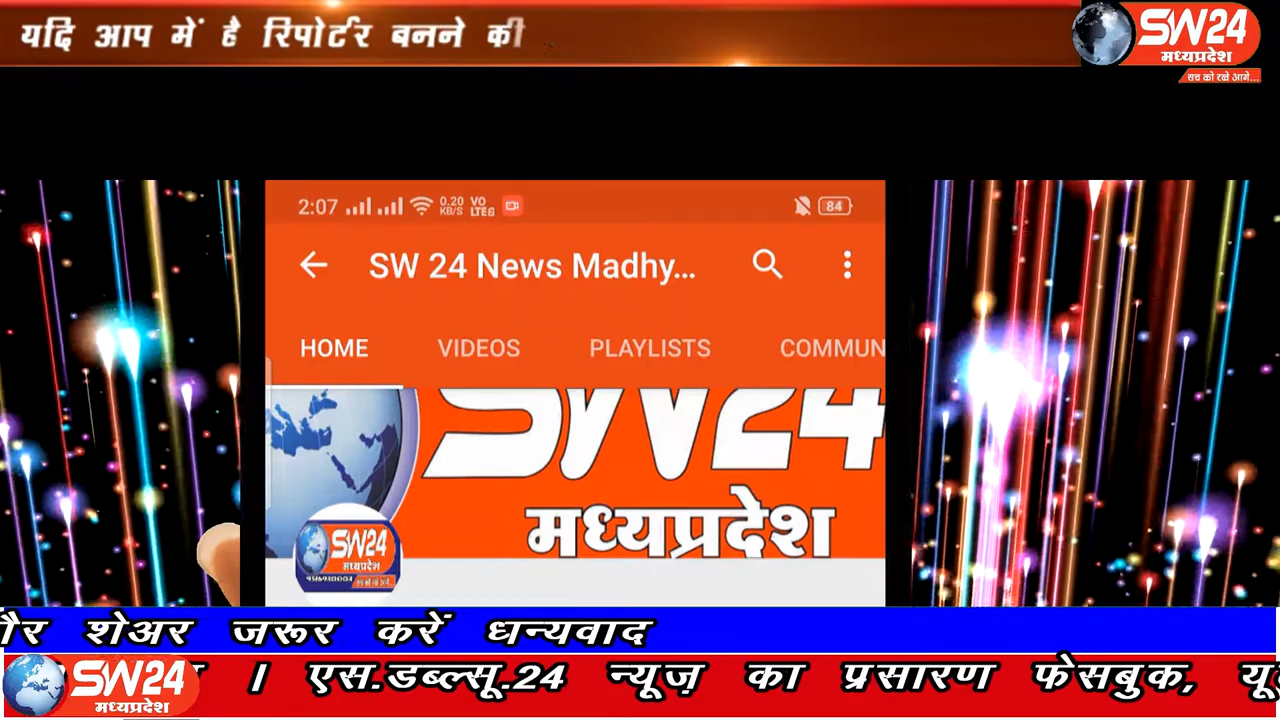 यदि आप में है रिपोर्टर बनने की
SW24
मध्यप्रदेश
सच को रखे आगे...
2:07 0.20 KB/S VO LTE 84
SW 24 News Madhy...
HOME VIDEOS PLAYLISTS COMMUN
SW24
मध्यप्रदेश
SW24
मध्यप्रदेश
शेअर जरूर करें धन्यवाद
। एस.डब्ल्सू.24 न्यूज़ का प्रसारण फेसबुक,
SW24
मध्यप्रदेश